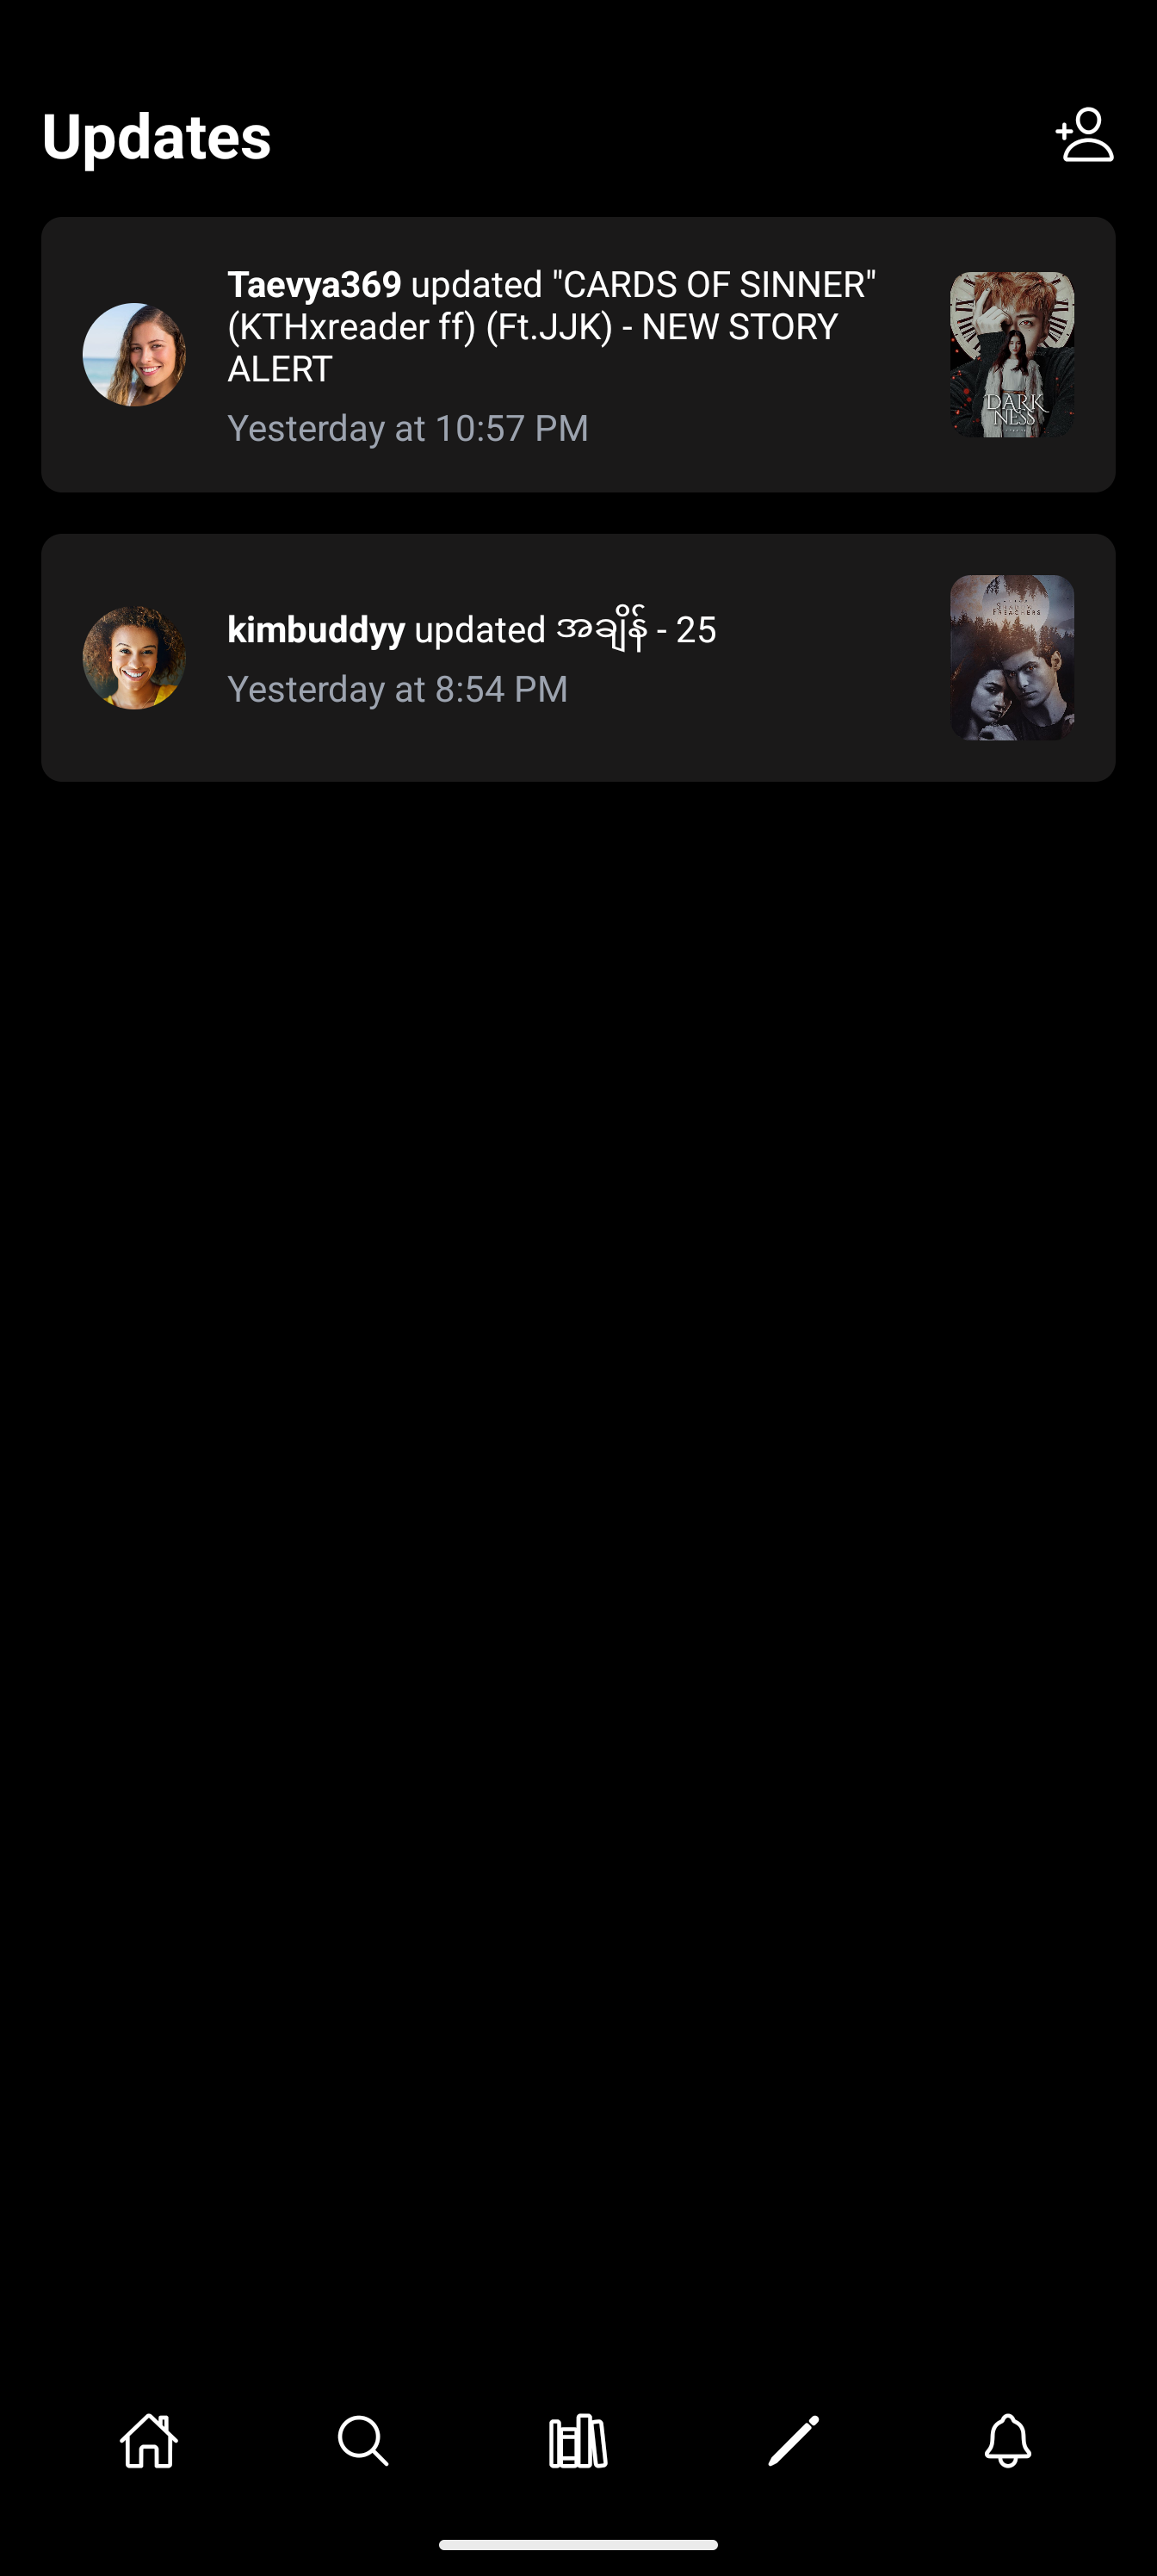 Updates
Taevya369 updated "CARDS OF SINNER"
(KTHxreader ff) (Ft.JJK) - NEW STORY
ALERT
Yesterday at 10:57 PM
DARK
NESS
kimbuddyy updated အချိန် - 25
Yesterday at 8:54 PM